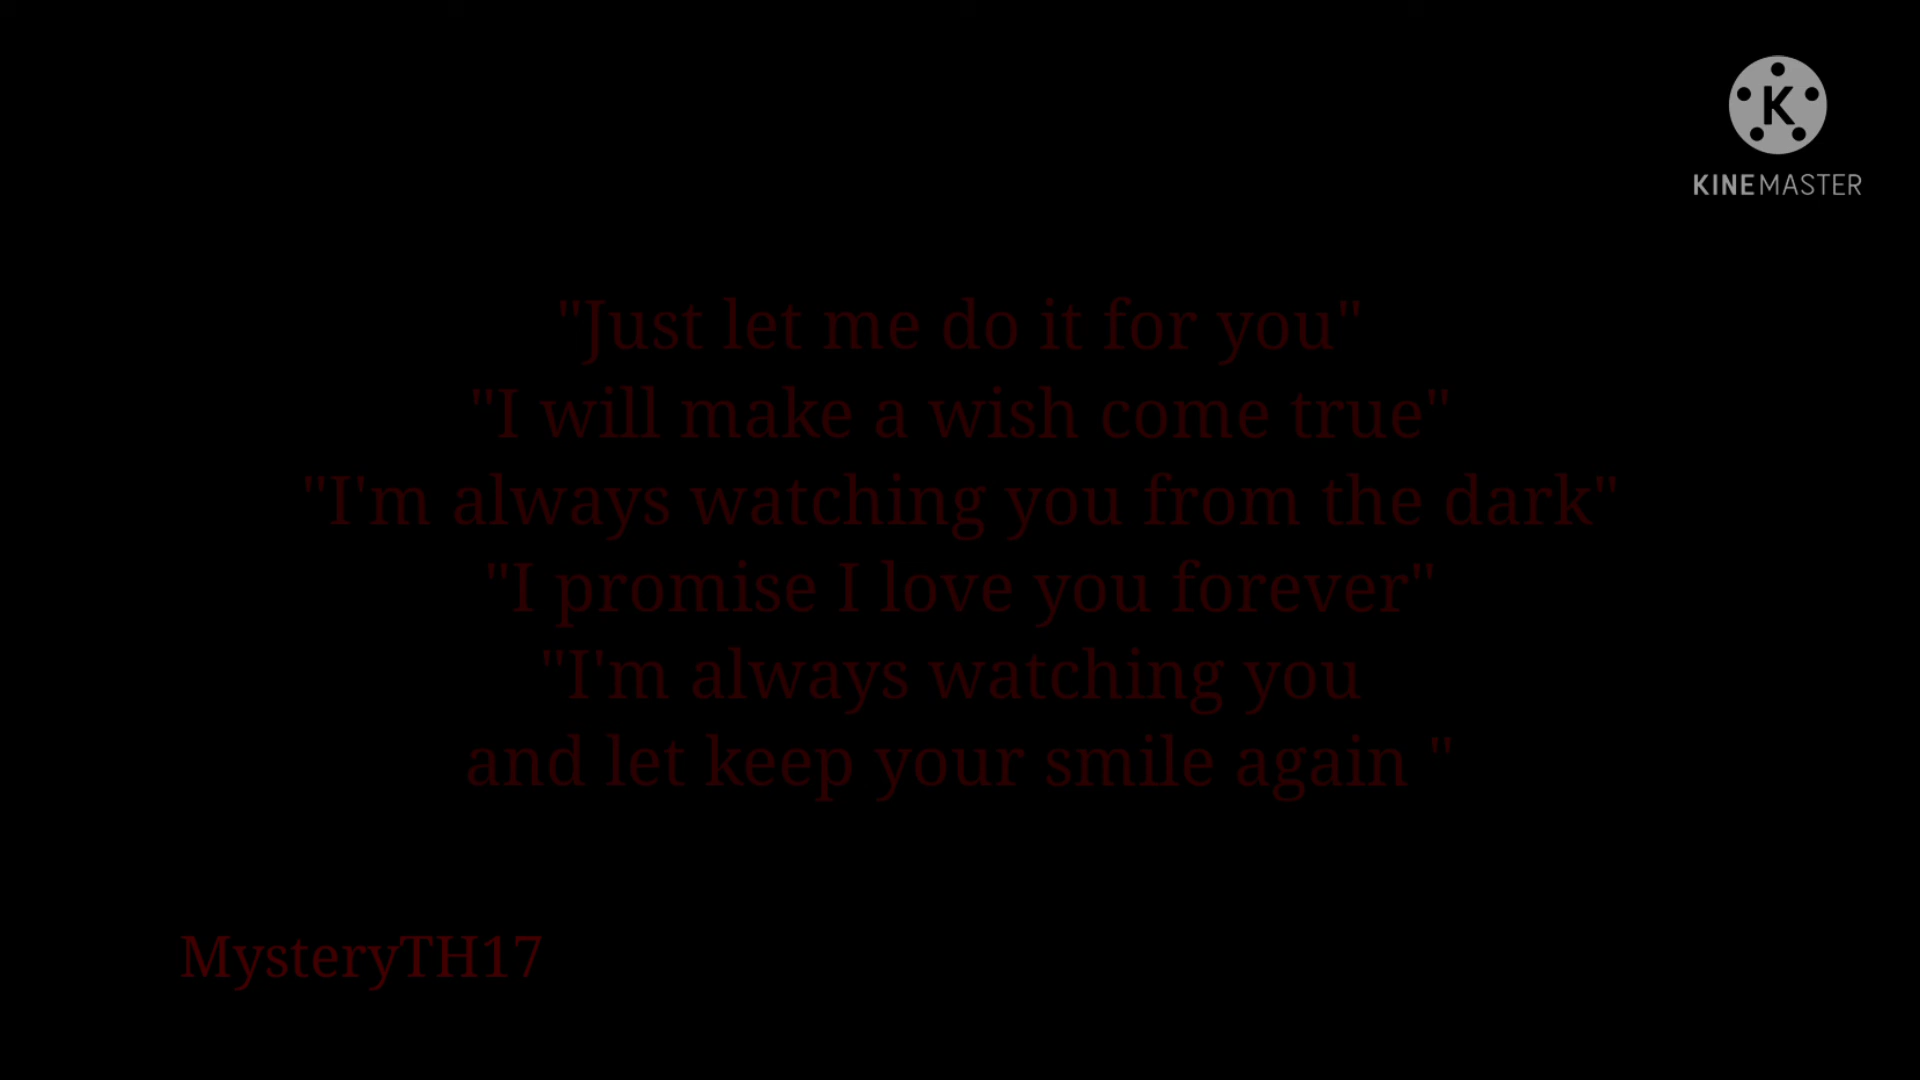 K
KINEMASTER
"Just let me do it for you"
"I will make a wish come true"
"I'm always watching you from the dark"
"I promise I love you forever"
"I'm always watching you
and let keep your smile again "
MysteryTH17